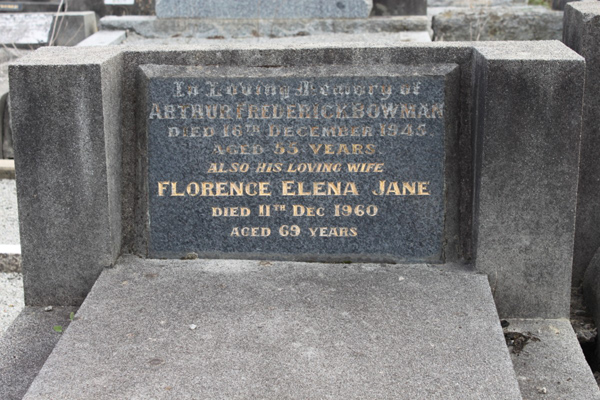 In Loving Memory of
ARTHUR FREDERICK BOWMAN
DIED 16TH DECEMBER 1945
AGED 55 YEARS
ALSO HIS LOVING WIFE
FLORENCE ELENA JANE
DIED 11TH DEC 1960
AGED 69 YEARS